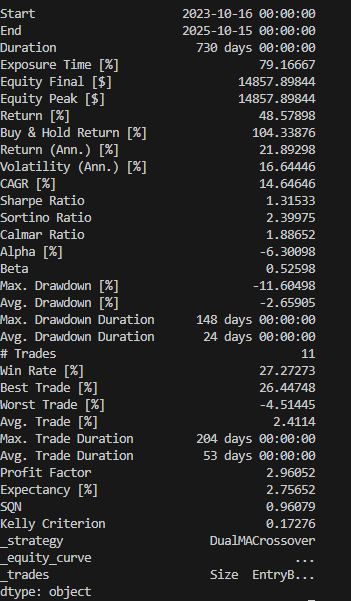 Start 2023-10-16 00:00:00
End 2025-10-15 00:00:00
Duration 730 days 00:00:00
Exposure Time [%] 79.16667
Equity Final [$] 14857.89844
Equity Peak [$] 14857.89844
Return [%] 48.57898
Buy & Hold Return [%] 104.33876
Return (Ann.) [%] 21.89298
Volatility (Ann.) [%] 16.64446
CAGR [%] 14.64646
Sharpe Ratio 1.31533
Sortino Ratio 2.39975
Calmar Ratio 1.88652
Alpha [%] -6.30098
Beta 0.52598
Max. Drawdown [%] -11.60498
Avg. Drawdown [%] -2.65905
Max. Drawdown Duration 148 days 00:00:00
Avg. Drawdown Duration 24 days 00:00:00
# Trades 11
Win Rate [%] 27.27273
Best Trade [%] 26.44748
Worst Trade [%] -4.51445
Avg. Trade [%] 2.4114
Max. Trade Duration 204 days 00:00:00
Avg. Trade Duration 53 days 00:00:00
Profit Factor 2.96052
Expectancy [%] 2.75652
SQN 0.96079
Kelly Criterion 0.17276
_strategy DualMACrossover
_equity_curve ...
_trades Size EntryB...
dtype: object